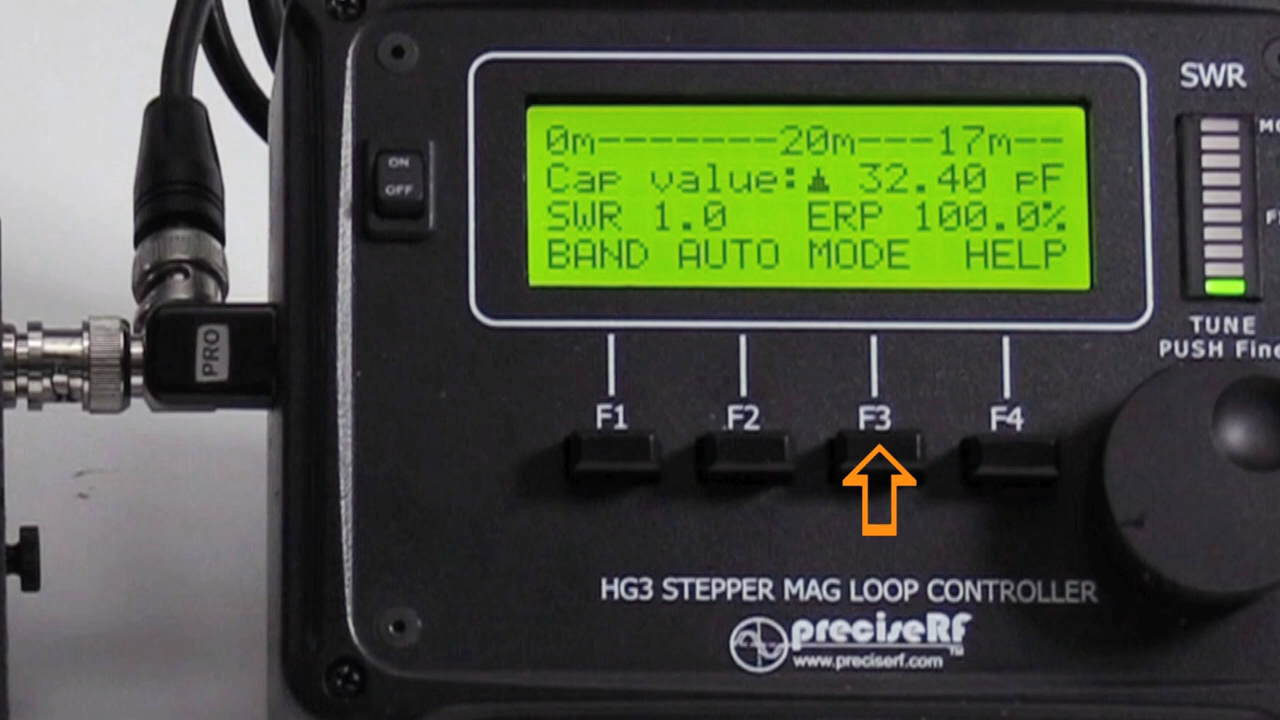 ON
OFF
PRO
0m-------20m---17m--
Cap value: 32.40 pF
SWR 1.0 ERP 100.0%
BAND AUTO MODE HELP
SWR
TUNE
PUSH Fine
F1 F2 F3 F4
HG3 STEPPER MAG LOOP CONTROLLER
preciseRF
TM
www.preciserf.com